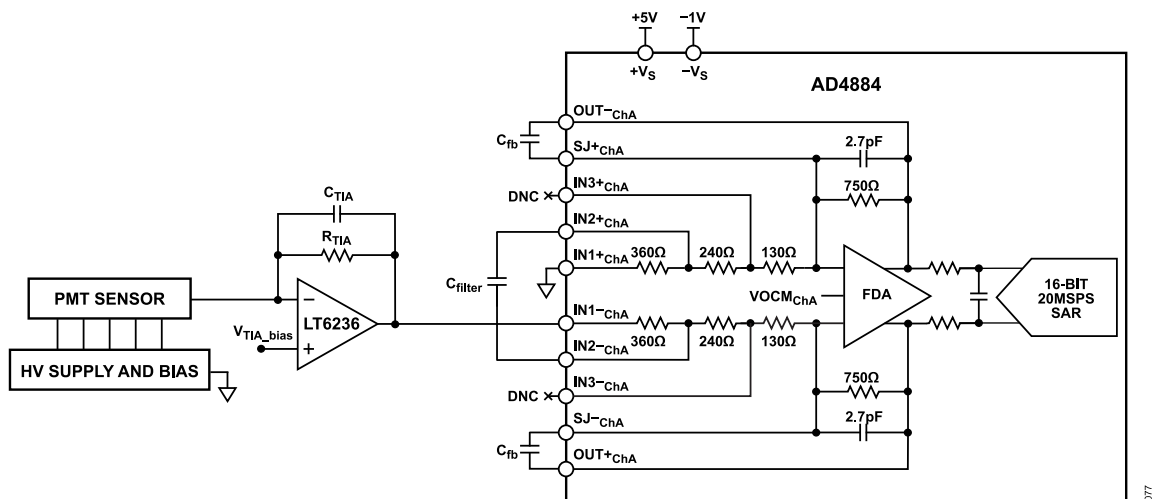 +5V
−1V
+VS
−VS
AD4884
OUT−ChA
Cfb
SJ+ChA
2.7pF
750Ω
DNC
IN3+ChA
IN2+ChA
CTIA
RTIA
IN1+ChA
360Ω
240Ω
130Ω
Cfilter
PMT SENSOR
−
LT6236
VTIA_bias
+
HV SUPPLY AND BIAS
VOCMChA
FDA
16-BIT
20MSPS
SAR
IN1−ChA
360Ω
240Ω
130Ω
IN2−ChA
DNC
IN3−ChA
750Ω
SJ−ChA
2.7pF
Cfb
OUT+ChA
077